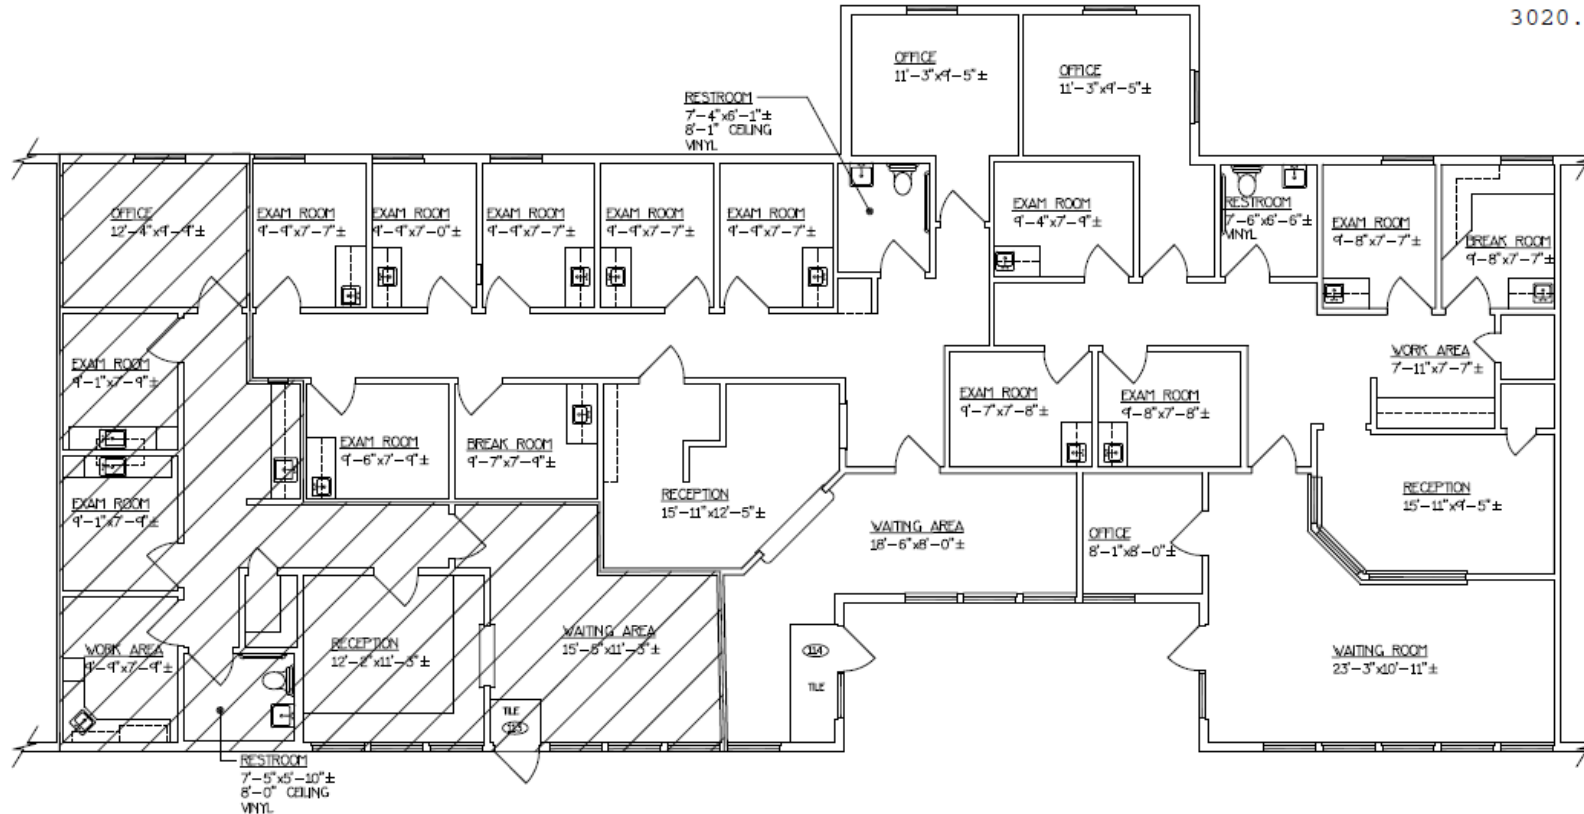 3020.
OFFICE
11'-3"x9'-5"±
OFFICE
11'-3"x9'-5"±
RESTROOM
7'-4"x6'-1"±
8'-1" CEILING
VINYL
OFFICE
12'-4"x9'-9"±
EXAM ROOM
9'-9"x7'-7"±
EXAM ROOM
9'-9"x7'-0"±
EXAM ROOM
9'-9"x7'-7"±
EXAM ROOM
9'-9"x7'-7"±
EXAM ROOM
9'-9"x7'-7"±
EXAM ROOM
9'-4"x7'-9"±
RESTROOM
7'-6"x6'-6"±
VINYL
EXAM ROOM
9'-8"x7'-7"±
BREAK ROOM
9'-8"x7'-7"±
EXAM ROOM
9'-1"x7'-9"±
WORK AREA
7'-11"x7'-7"±
EXAM ROOM
9'-7"x7'-8"±
EXAM ROOM
9'-8"x7'-8"±
EXAM ROOM
9'-6"x7'-9"±
BREAK ROOM
9'-7"x7'-9"±
EXAM ROOM
9'-1"x7'-9"±
RECEPTION
15'-11"x12'-5"±
RECEPTION
15'-11"x9'-5"±
WAITING AREA
18'-6"x8'-0"±
OFFICE
8'-1"x8'-0"±
WORK AREA
9'-9"x7'-9"±
RECEPTION
12'-2"x11'-3"±
WAITING AREA
15'-5"x11'-3"±
114
TILE
WAITING ROOM
23'-3"x10'-11"±
TILE
113
RESTROOM
7'-5"x5'-10"±
8'-0" CEILING
VINYL